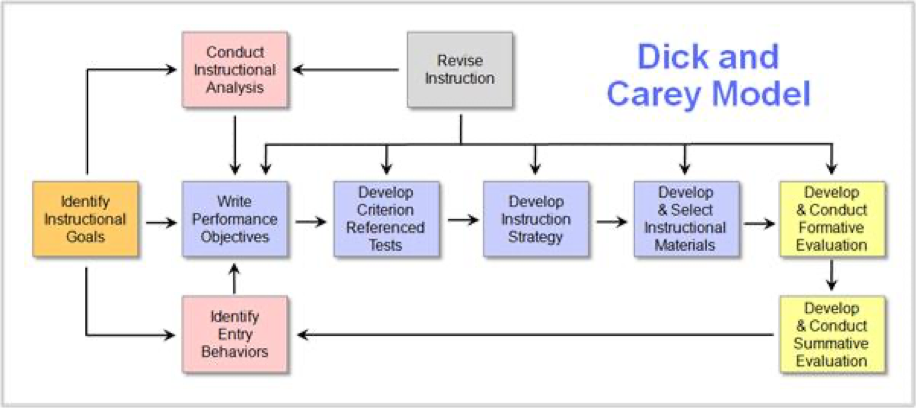 Conduct
Instructional
Analysis
Revise
Instruction
Dick and
Carey Model
Identify
Instructional
Goals
Write
Performance
Objectives
Develop
Criterion
Referenced
Tests
Develop
Instruction
Strategy
Develop
& Select
Instructional
Materials
Develop
& Conduct
Formative
Evaluation
Identify
Entry
Behaviors
Develop
& Conduct
Summative
Evaluation